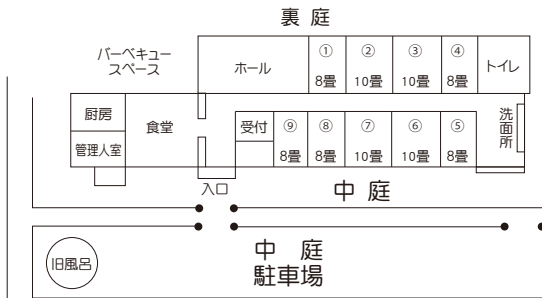 裏庭
バーベキュー
スペース
ホール
①
8畳
②
10畳
③
10畳
④
8畳
トイレ
厨房
管理人室
食堂
受付
⑨
8畳
⑧
8畳
⑦
10畳
⑥
10畳
⑤
8畳
洗面所
入口
中庭
中庭
駐車場
旧風呂